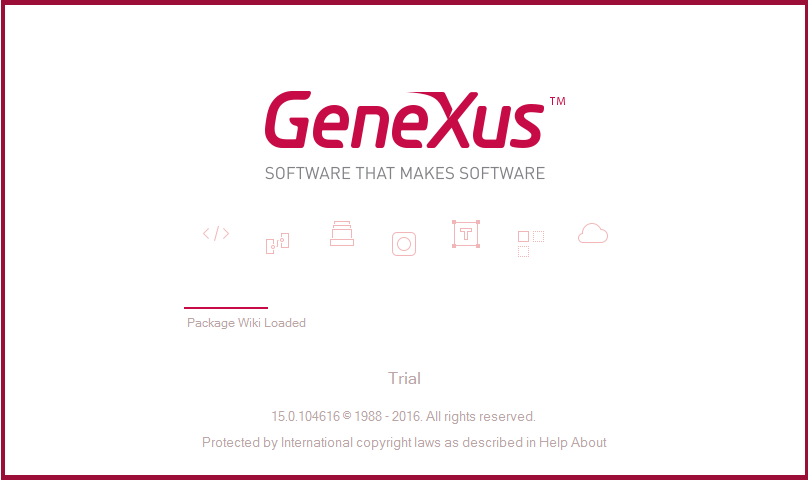 GeneXus™
SOFTWARE THAT MAKES SOFTWARE
</>
T
Package Wiki Loaded
Trial
15.0.104616 © 1988 - 2016. All rights reserved.
Protected by International copyright laws as described in Help About